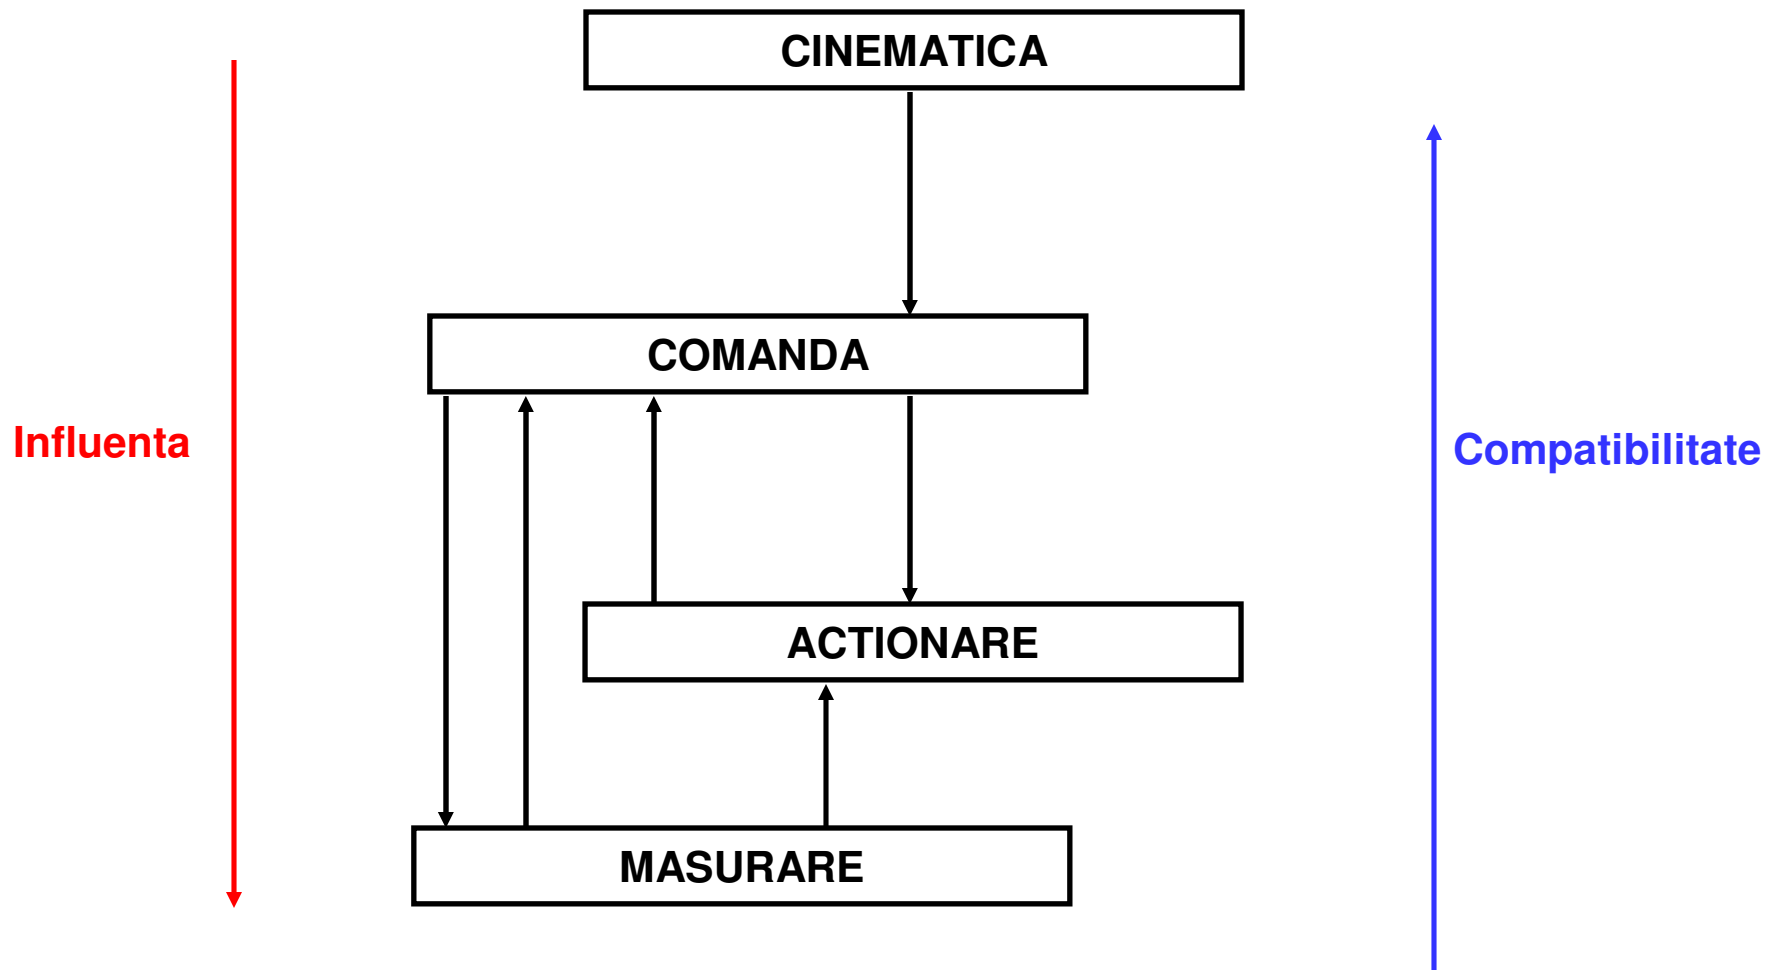 CINEMATICA
COMANDA
Influenta
Compatibilitate
ACTIONARE
MASURARE